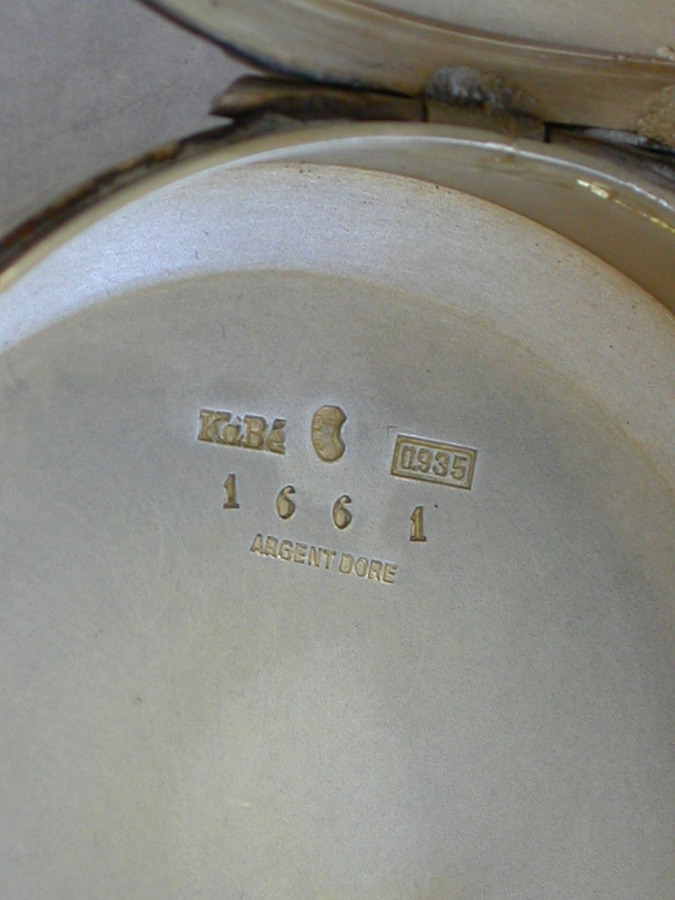 KaBé 0.935
1661
ARGENT DORE